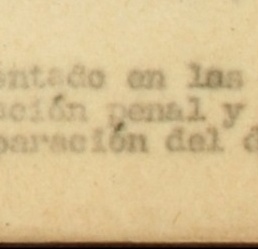 entado en las
ación penal y
paración del d